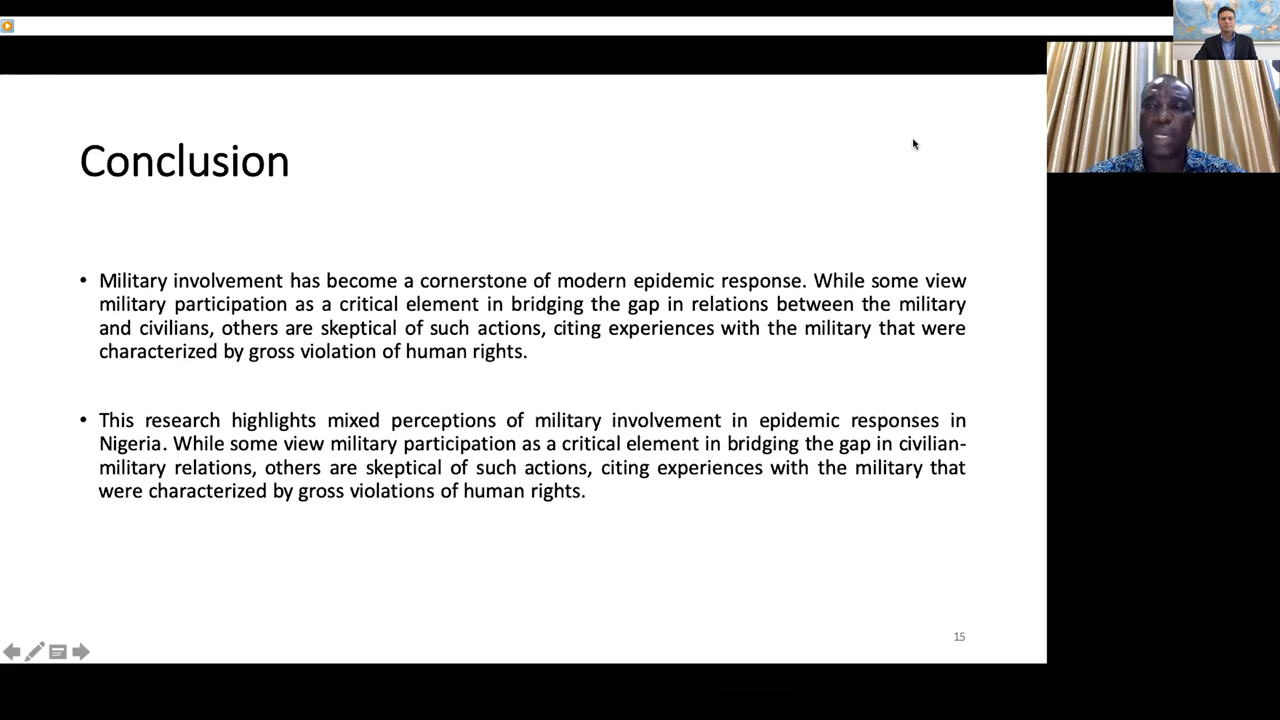 Conclusion
• Military involvement has become a cornerstone of modern epidemic response. While some view
military participation as a critical element in bridging the gap in relations between the military
and civilians, others are skeptical of such actions, citing experiences with the military that were
characterized by gross violation of human rights.
• This research highlights mixed perceptions of military involvement in epidemic responses in
Nigeria. While some view military participation as a critical element in bridging the gap in civilian-
military relations, others are skeptical of such actions, citing experiences with the military that
were characterized by gross violations of human rights.
15